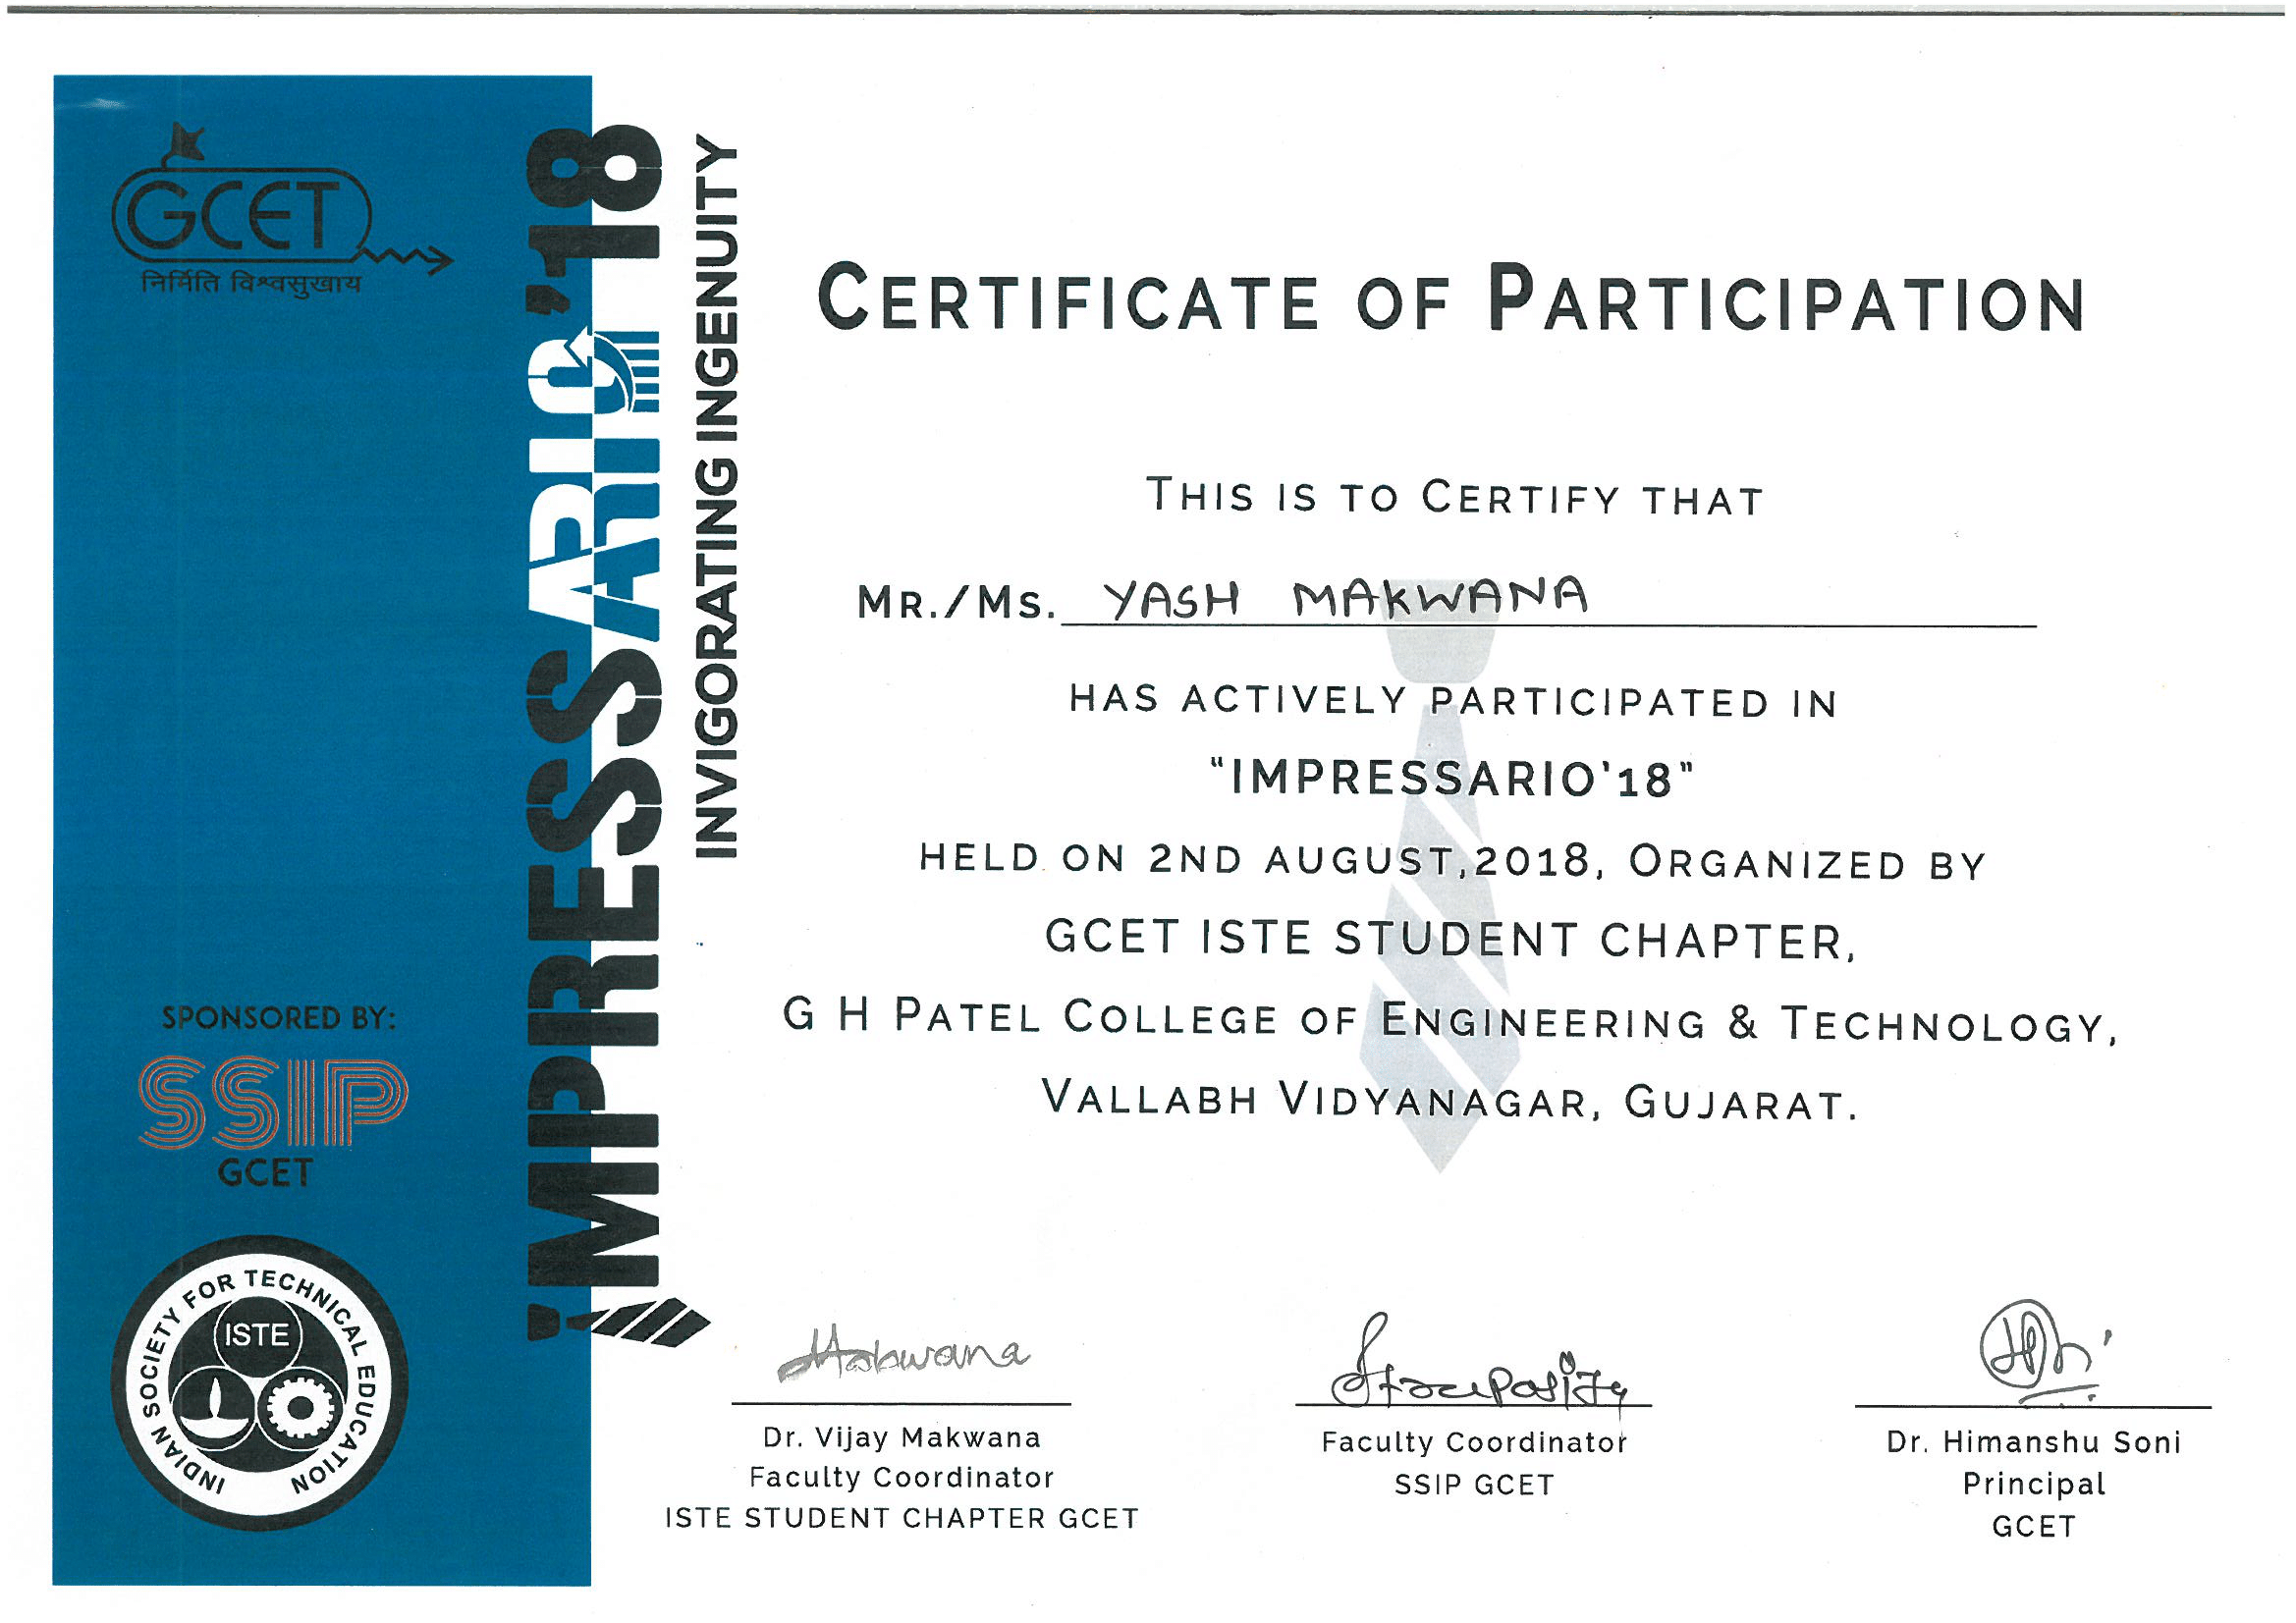 GCET
निर्मिति विश्वसुखाय
IMPRESSARIO'18
INVIGORATING INGENUITY
SPONSORED BY:
SSIP
GCET
INDIAN SOCIETY FOR TECHNICAL EDUCATION
ISTE
CERTIFICATE OF PARTICIPATION
THIS IS TO CERTIFY THAT
MR./MS. YASH MAKWANA
HAS ACTIVELY PARTICIPATED IN
"IMPRESSARIO'18"
HELD ON 2ND AUGUST,2018, ORGANIZED BY
GCET ISTE STUDENT CHAPTER,
G H PATEL COLLEGE OF ENGINEERING & TECHNOLOGY,
VALLABH VIDYANAGAR, GUJARAT.
Dr. Vijay Makwana
Faculty Coordinator
ISTE STUDENT CHAPTER GCET
Faculty Coordinator
SSIP GCET
Dr. Himanshu Soni
Principal
GCET